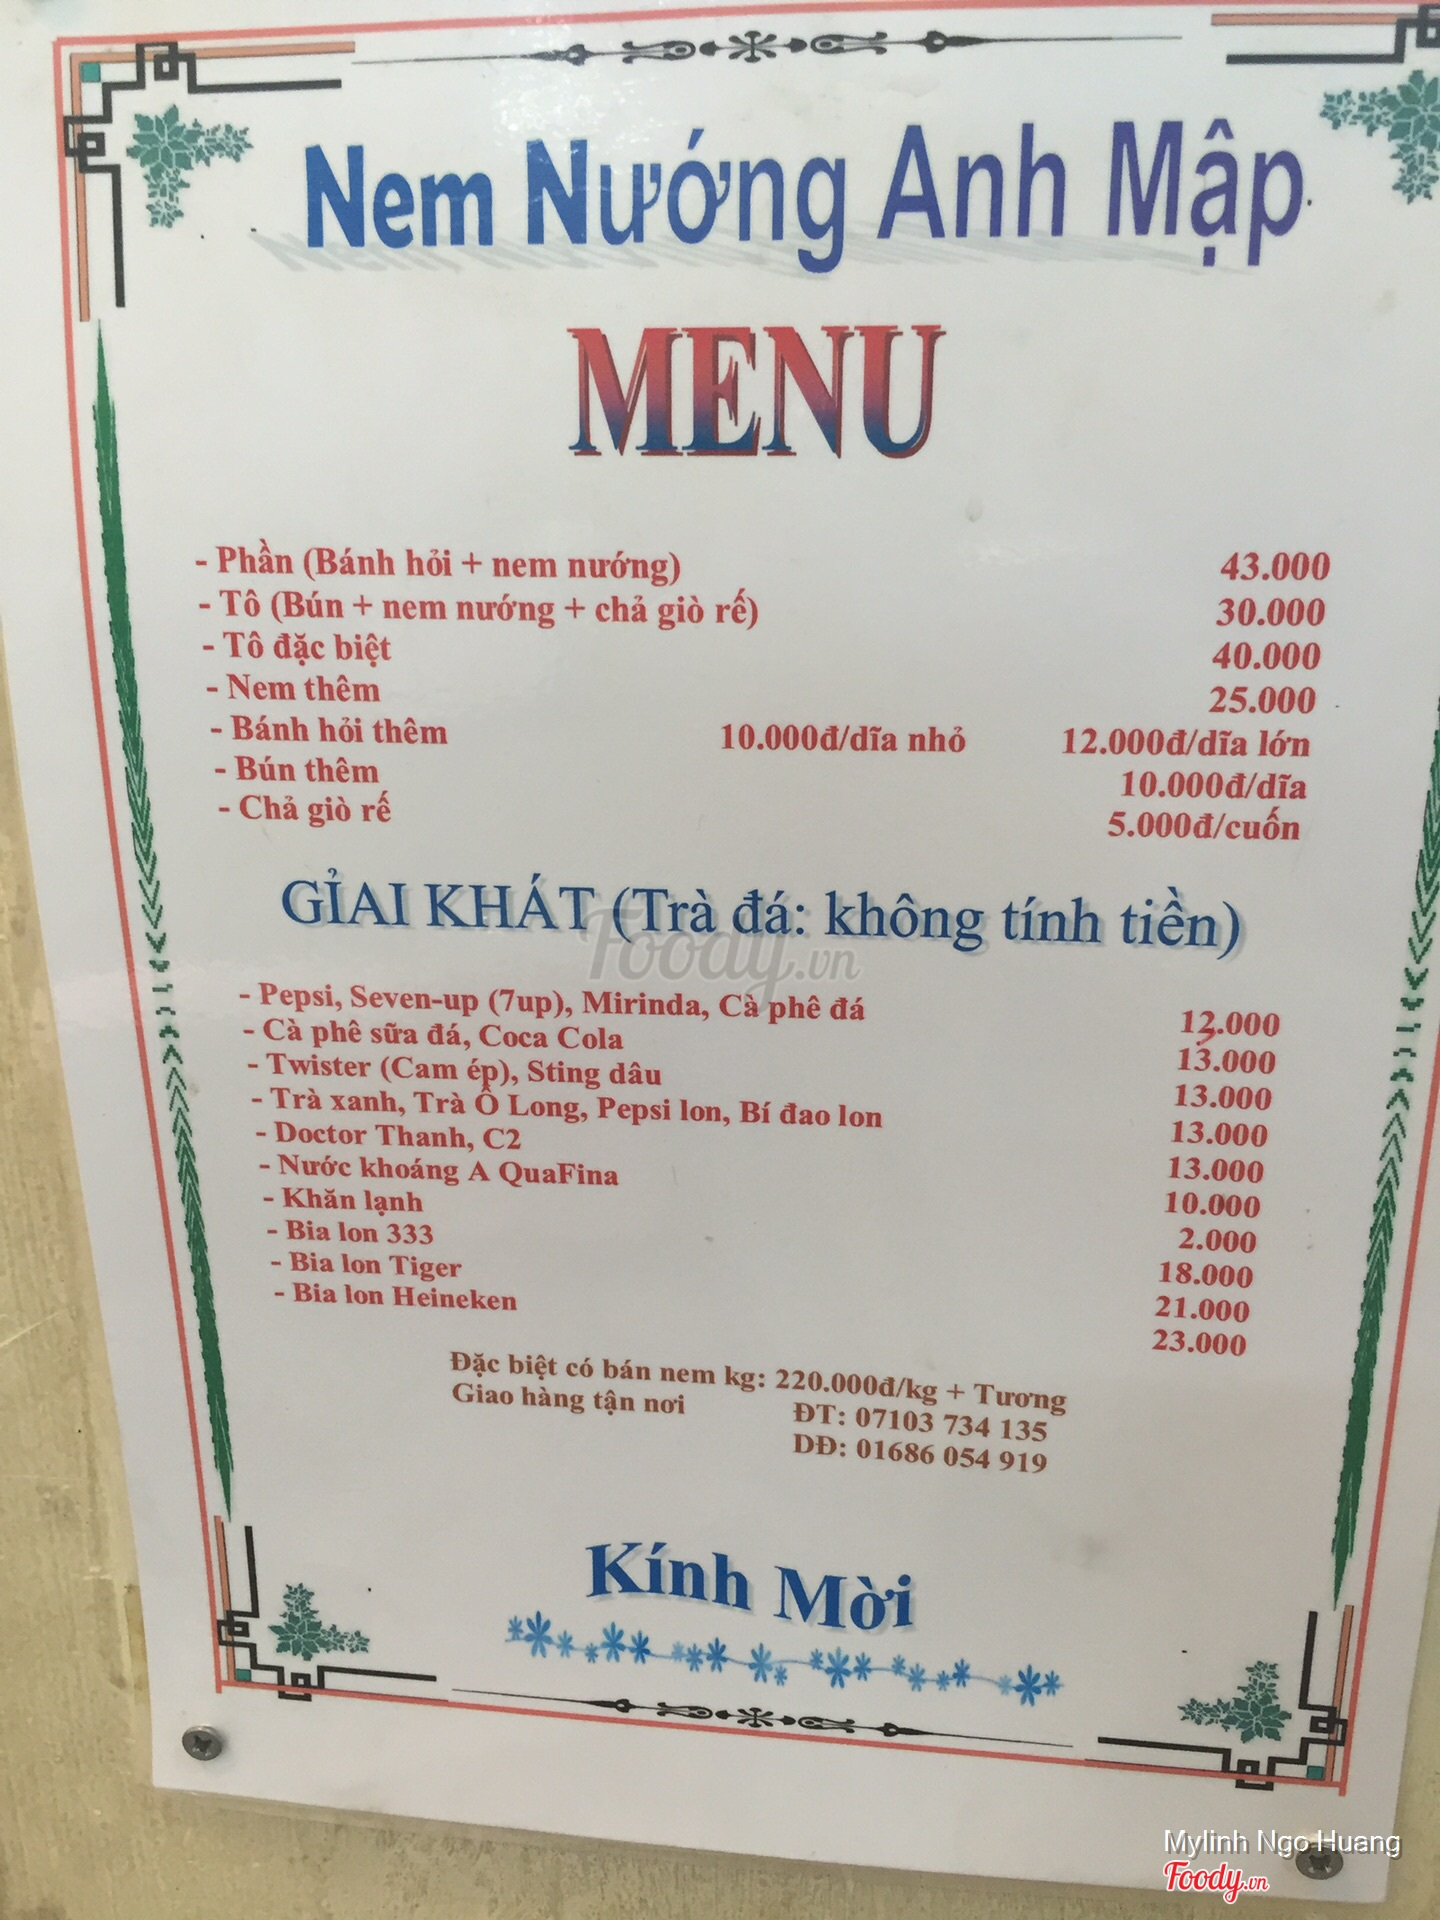 Nem Nướng Anh Mập
MENU
- Phần (Bánh hỏi + nem nướng) 43.000
- Tô (Bún + nem nướng + chả giò rế) 30.000
- Tô đặc biệt 40.000
- Nem thêm 25.000
- Bánh hỏi thêm 10.000đ/dĩa nhỏ 12.000đ/dĩa lớn
- Bún thêm 10.000đ/dĩa
- Chả giò rế 5.000đ/cuốn
GỈAI KHÁT (Trà đá: không tính tiền)
Foody.vn
- Pepsi, Seven-up (7up), Mirinda, Cà phê đá 12.000
- Cà phê sữa đá, Coca Cola 13.000
- Twister (Cam ép), Sting dâu 13.000
- Trà xanh, Trà Ô Long, Pepsi lon, Bí đao lon 13.000
- Doctor Thanh, C2 13.000
- Nước khoáng A QuaFina 10.000
- Khăn lạnh 2.000
- Bia lon 333 18.000
- Bia lon Tiger 21.000
- Bia lon Heineken 23.000
Đặc biệt có bán nem kg: 220.000đ/kg + Tương
Giao hàng tận nơi ĐT: 07103 734 135
DĐ: 01686 054 919
Kính Mời
Mylinh Ngo Huang
Foody.vn